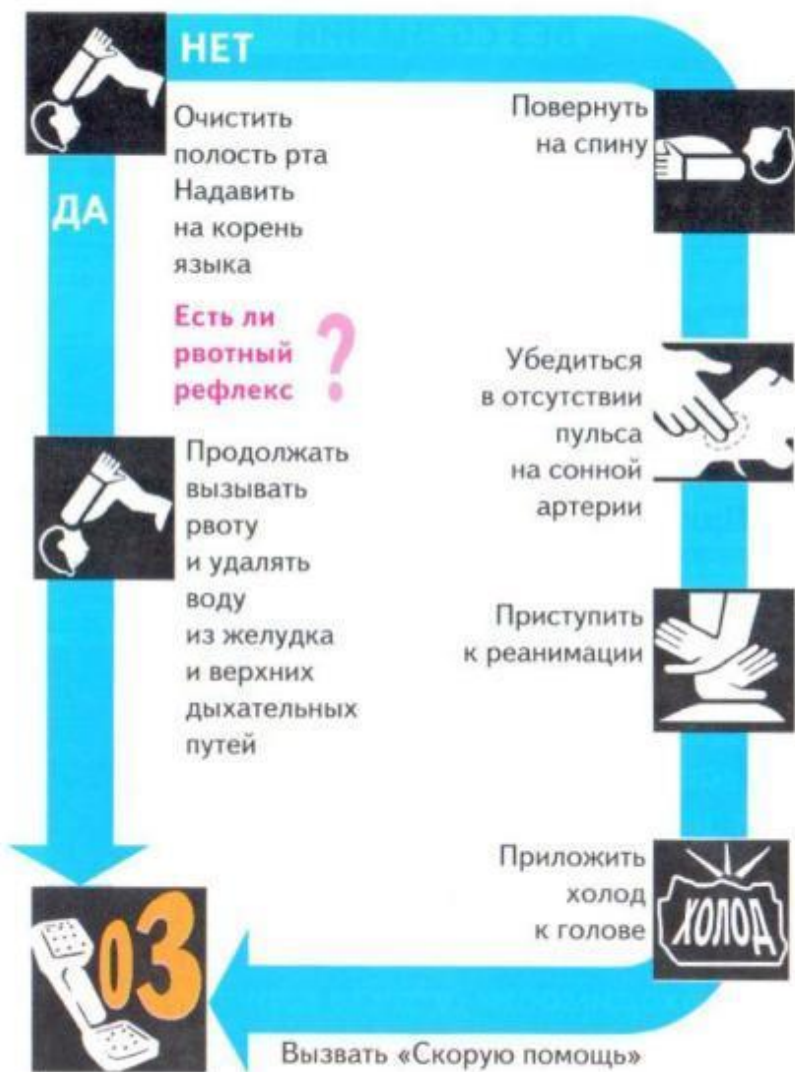 НЕТ
Очистить
полость рта
Надавить
на корень
языка
ДА
Есть ли
рвотный
рефлекс
?
Продолжать
вызывать
рвоту
и удалять
воду
из желудка
и верхних
дыхательных
путей
Повернуть
на спину
Убедиться
в отсутствии
пульса
на сонной
артерии
Приступить
к реанимации
Приложить
холод
к голове
ХОЛОД
03
Вызвать «Скорую помощь»